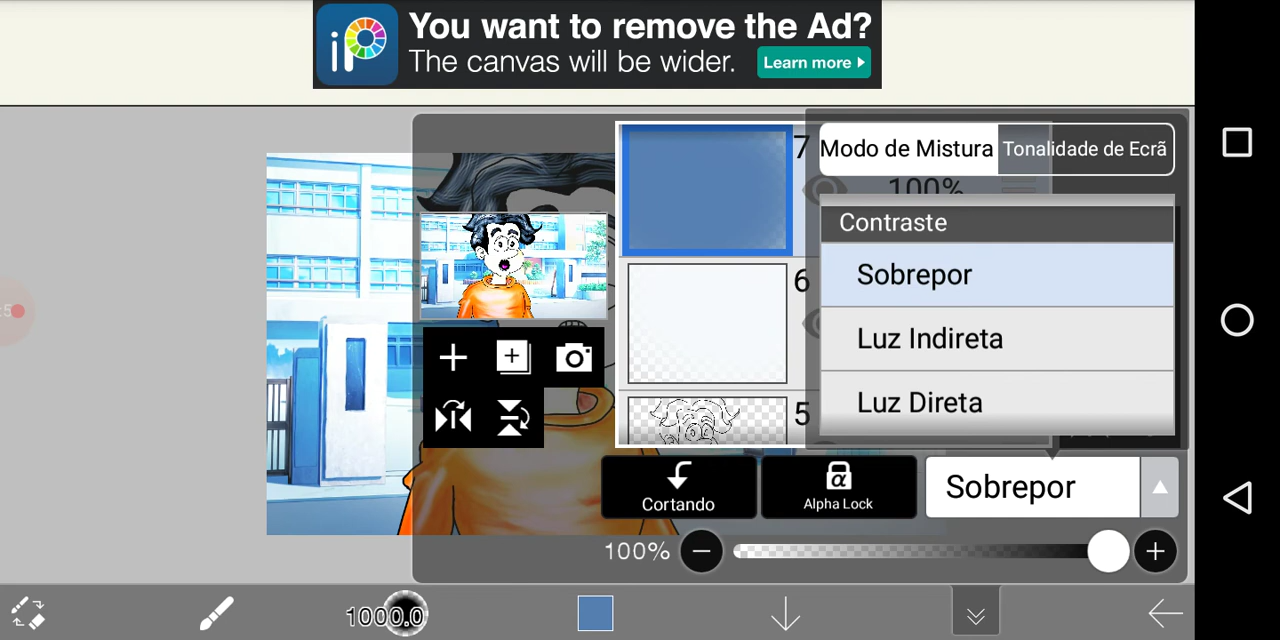 iP
You want to remove the Ad?
The canvas will be wider.
Learn more
7
Modo de Mistura
Tonalidade de Ecrã
100%
Contraste
Sobrepor
6
Luz Indireta
Luz Direta
5
Cortando
α
Alpha Lock
Sobrepor
100%
1000.0